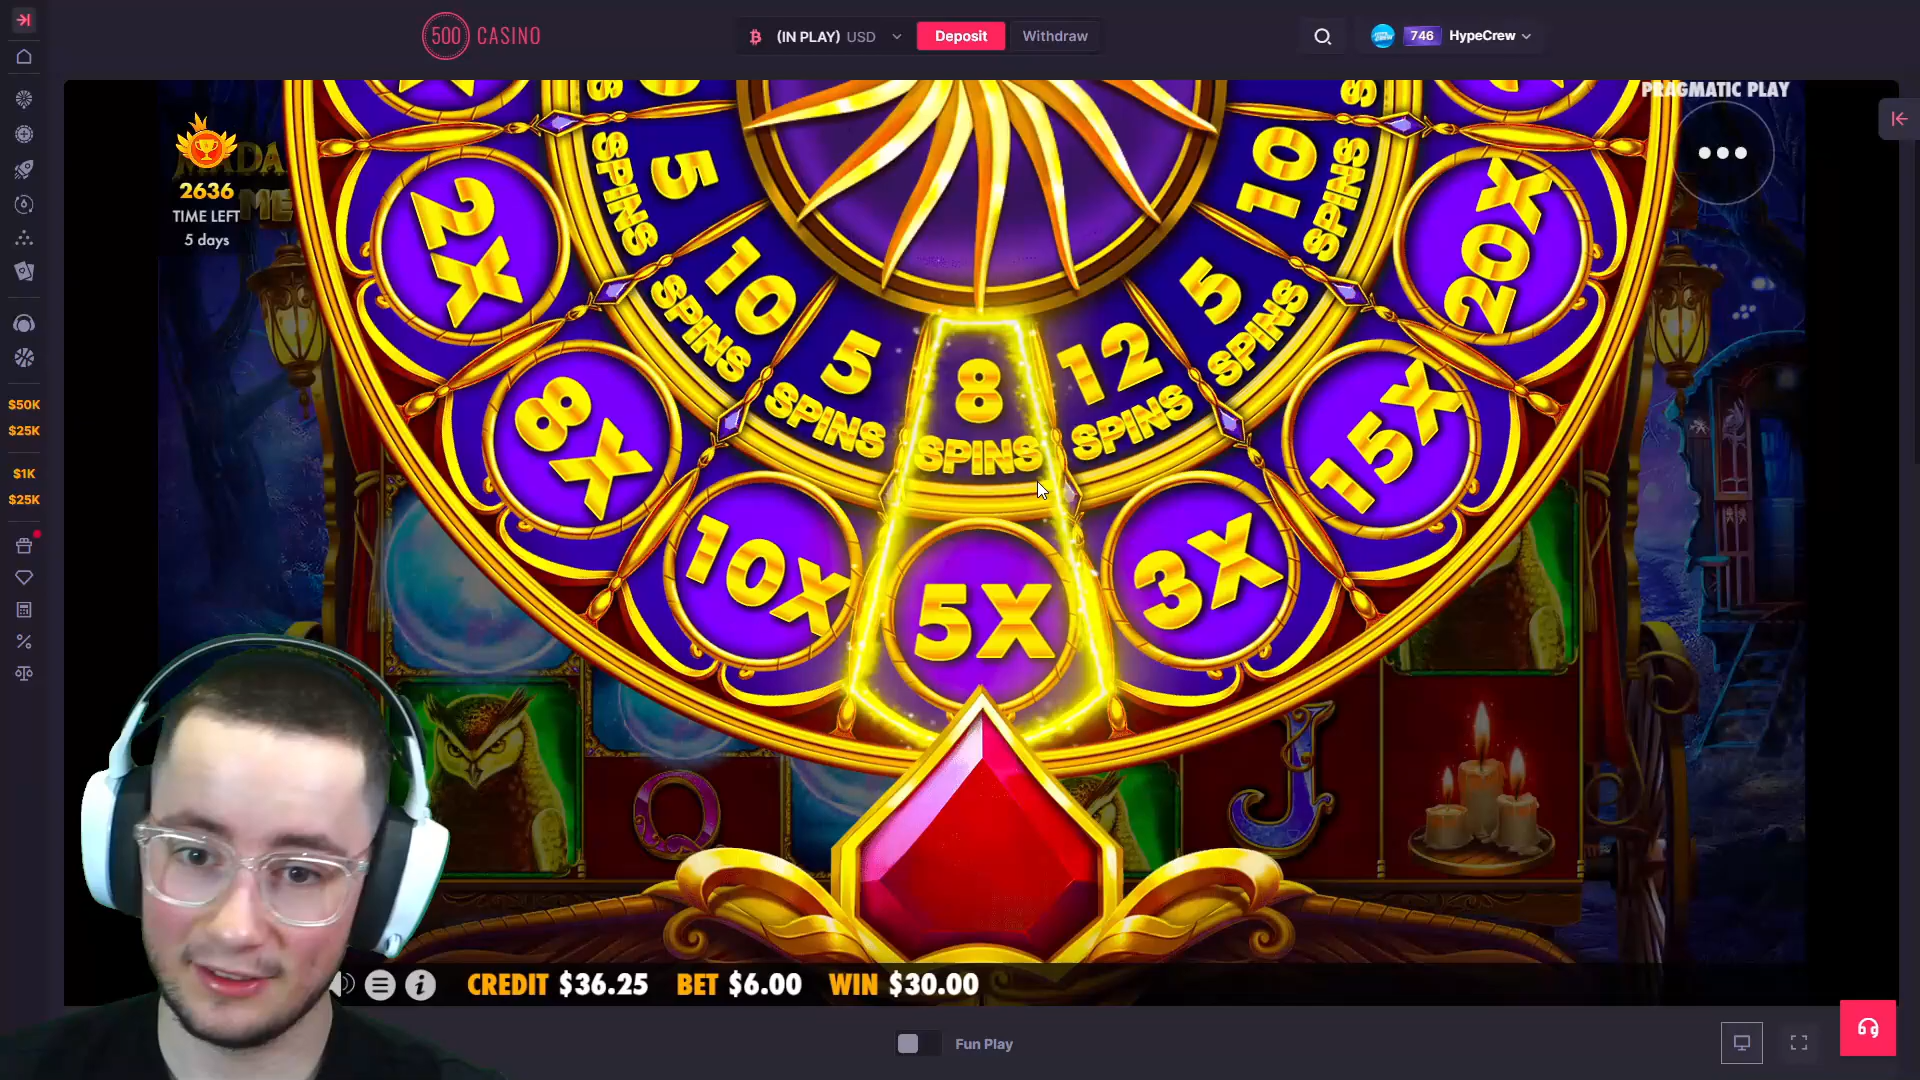 500 CASINO
(IN PLAY) USD
Deposit
Withdraw
746
HypeCrew
PRAGMATIC PLAY
2636
TIME LEFT
5 days
$50K
$25K
$1K
$25K
5 SPINS
10 SPINS
5 SPINS
8 SPINS
12 SPINS
5 SPINS
10 SPINS
2X
8X
10X
5X
3X
15X
20X
Q
J
CREDIT $36.25 BET $6.00 WIN $30.00
Fun Play